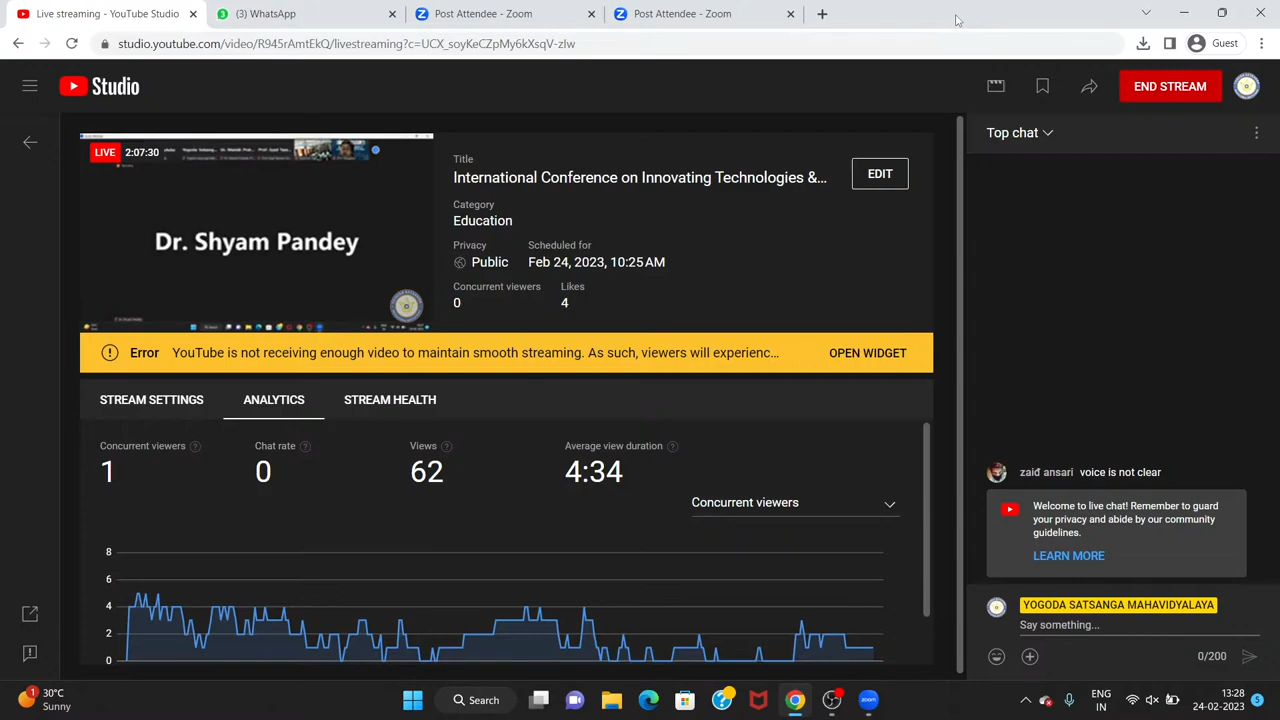 Live streaming - YouTube Studio
(3) WhatsApp
Post Attendee - Zoom
Post Attendee - Zoom
studio.youtube.com/video/R945rAmtEkQ/livestreaming?c=UCX_soyKeCZpMy6kXsqV-zIw
Guest
Studio
END STREAM
LIVE 2:07:30
Dr. Shyam Pandey
Title
International Conference on Innovating Technologies &...
EDIT
Category
Education
Privacy
Public
Scheduled for
Feb 24, 2023, 10:25 AM
Concurrent viewers
0
Likes
4
Error YouTube is not receiving enough video to maintain smooth streaming. As such, viewers will experienc...
OPEN WIDGET
STREAM SETTINGS
ANALYTICS
STREAM HEALTH
Concurrent viewers
1
Chat rate
0
Views
62
Average view duration
4:34
Concurrent viewers
8
6
4
2
0
Top chat
zaid ansari voice is not clear
Welcome to live chat! Remember to guard
your privacy and abide by our community
guidelines.
LEARN MORE
YOGODA SATSANGA MAHAVIDYALAYA
Say something...
0/200
1
30°C
Sunny
Search
zoom
ENG
IN
13:28
24-02-2023
5